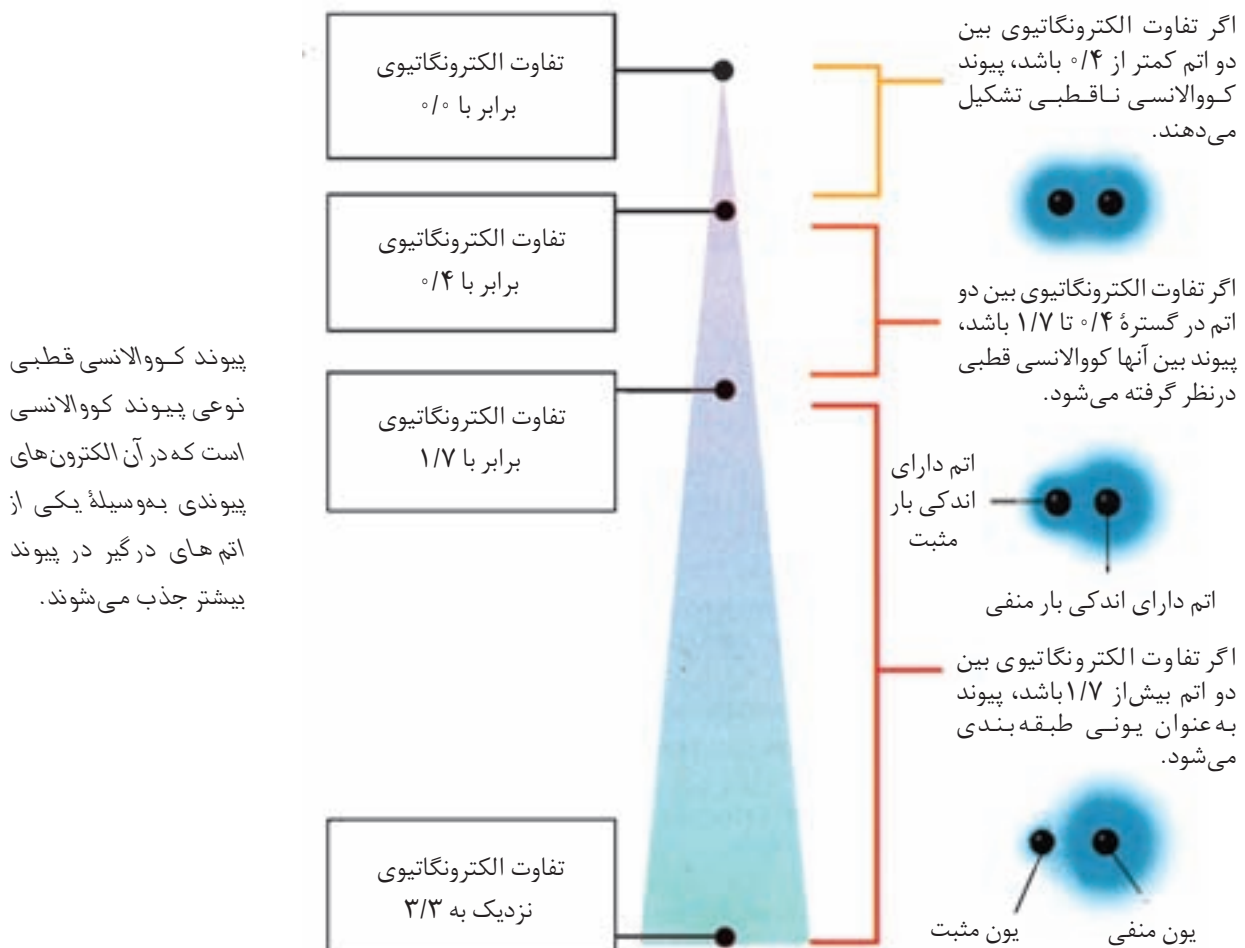 اگر تفاوت الکترونگاتیوی بین
دو اتم کمتر از ۰/۴ باشد، پیوند
کووالانسی ناقطبی تشکیل
می‌دهند.
تفاوت الکترونگاتیوی
برابر با ۰/۰
تفاوت الکترونگاتیوی
برابر با ۰/۴
اگر تفاوت الکترونگاتیوی بین دو
اتم در گسترهٔ ۰/۴ تا ۱/۷ باشد،
پیوند بین آنها کووالانسی قطبی
درنظر گرفته می‌شود.
تفاوت الکترونگاتیوی
برابر با ۱/۷
اتم دارای
اندکی بار
مثبت
اتم دارای اندکی بار منفی
اگر تفاوت الکترونگاتیوی بین
دو اتم بیش‌از ۱/۷باشد، پیوند
به‌عنوان یونی طبقه‌بندی
می‌شود.
تفاوت الکترونگاتیوی
نزدیک به ۳/۳
یون منفی
یون مثبت
پیوند کووالانسی قطبی
نوعی پیوند کووالانسی
است که در آن الکترون‌های
پیوندی به‌وسیلهٔ یکی از
اتم های درگیر در پیوند
بیشتر جذب می‌شوند.